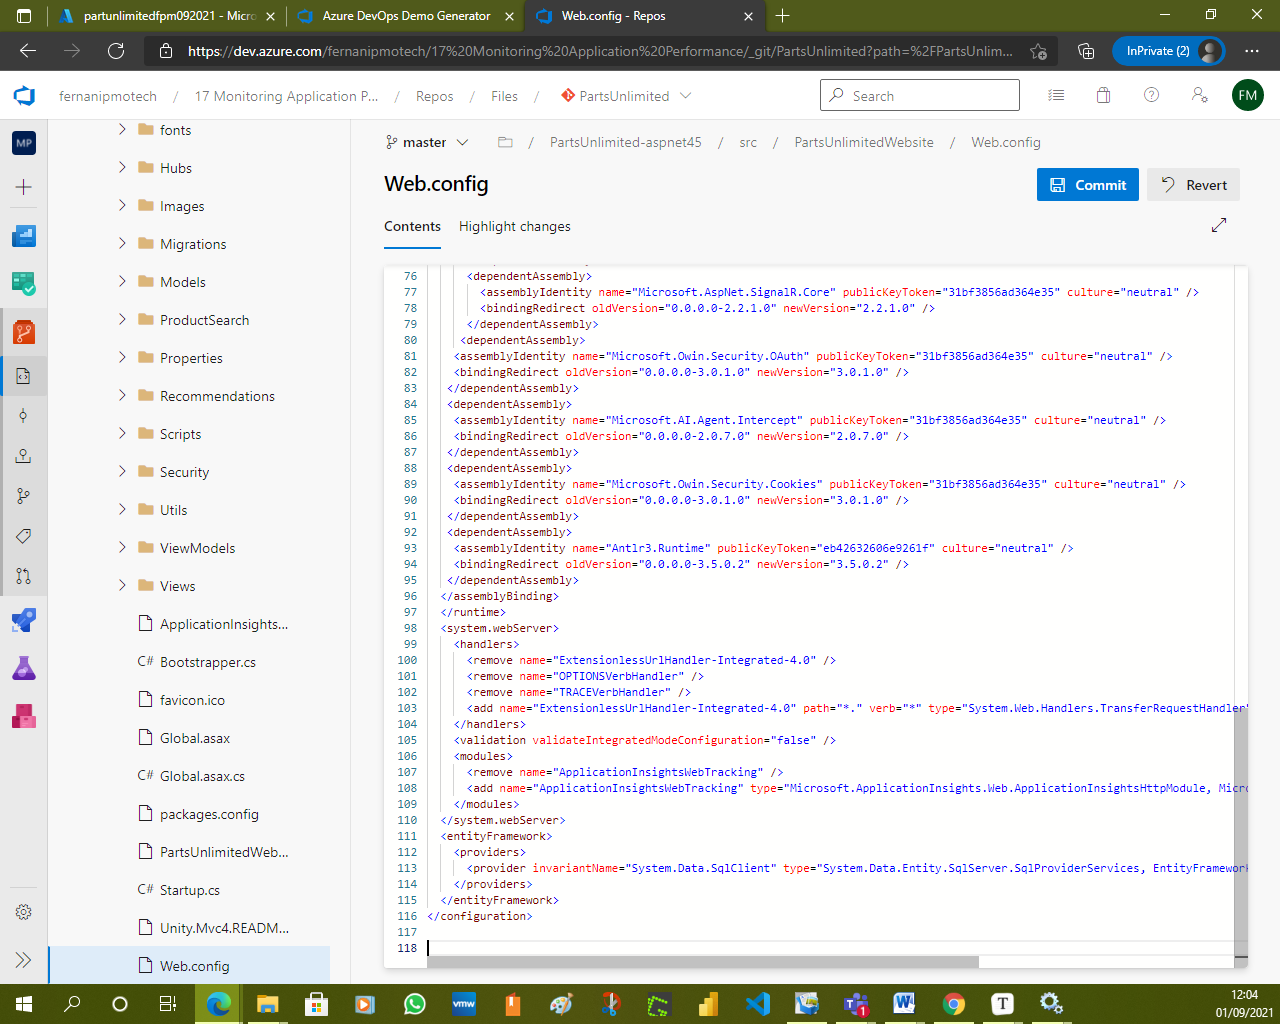 partunlimitedfpm092021 - Micro
Azure DevOps Demo Generator
Web.config - Repos
https://dev.azure.com/fernanipmotech/17%20Monitoring%20Application%20Performance/_git/PartsUnlimited?path=%2FPartsUnlim...
InPrivate (2)
fernanipmotech / 17 Monitoring Application P... / Repos / Files / PartsUnlimited
Search
FM
MP
fonts
Hubs
Images
Migrations
Models
ProductSearch
Properties
Recommendations
Scripts
Security
Utils
ViewModels
Views
ApplicationInsights...
C# Bootstrapper.cs
favicon.ico
Global.asax
C# Global.asax.cs
packages.config
PartsUnlimitedWeb...
C# Startup.cs
Unity.Mvc4.READM...
Web.config
master / PartsUnlimited-aspnet45 / src / PartsUnlimitedWebsite / Web.config
Web.config
Commit
Revert
Contents
Highlight changes
76 <dependentAssembly>
77 <assemblyIdentity name="Microsoft.AspNet.SignalR.Core" publicKeyToken="31bf3856ad364e35" culture="neutral" />
78 <bindingRedirect oldVersion="0.0.0.0-2.2.1.0" newVersion="2.2.1.0" />
79 </dependentAssembly>
80 <dependentAssembly>
81 <assemblyIdentity name="Microsoft.Owin.Security.OAuth" publicKeyToken="31bf3856ad364e35" culture="neutral" />
82 <bindingRedirect oldVersion="0.0.0.0-3.0.1.0" newVersion="3.0.1.0" />
83 </dependentAssembly>
84 <dependentAssembly>
85 <assemblyIdentity name="Microsoft.AI.Agent.Intercept" publicKeyToken="31bf3856ad364e35" culture="neutral" />
86 <bindingRedirect oldVersion="0.0.0.0-2.0.7.0" newVersion="2.0.7.0" />
87 </dependentAssembly>
88 <dependentAssembly>
89 <assemblyIdentity name="Microsoft.Owin.Security.Cookies" publicKeyToken="31bf3856ad364e35" culture="neutral" />
90 <bindingRedirect oldVersion="0.0.0.0-3.0.1.0" newVersion="3.0.1.0" />
91 </dependentAssembly>
92 <dependentAssembly>
93 <assemblyIdentity name="Antlr3.Runtime" publicKeyToken="eb42632606e9261f" culture="neutral" />
94 <bindingRedirect oldVersion="0.0.0.0-3.5.0.2" newVersion="3.5.0.2" />
95 </dependentAssembly>
96 </assemblyBinding>
97 </runtime>
98 <system.webServer>
99 <handlers>
100 <remove name="ExtensionlessUrlHandler-Integrated-4.0" />
101 <remove name="OPTIONSVerbHandler" />
102 <remove name="TRACEVerbHandler" />
103 <add name="ExtensionlessUrlHandler-Integrated-4.0" path="*." verb="*" type="System.Web.Handlers.TransferRequestHandler"
104 </handlers>
105 <validation validateIntegratedModeConfiguration="false" />
106 <modules>
107 <remove name="ApplicationInsightsWebTracking" />
108 <add name="ApplicationInsightsWebTracking" type="Microsoft.ApplicationInsights.Web.ApplicationInsightsHttpModule, Micro
109 </modules>
110 </system.webServer>
111 <entityFramework>
112 <providers>
113 <provider invariantName="System.Data.SqlClient" type="System.Data.Entity.SqlServer.SqlProviderServices, EntityFramework
114 </providers>
115 </entityFramework>
116 </configuration>
117
118
vmw
T
1
12:04
01/09/2021